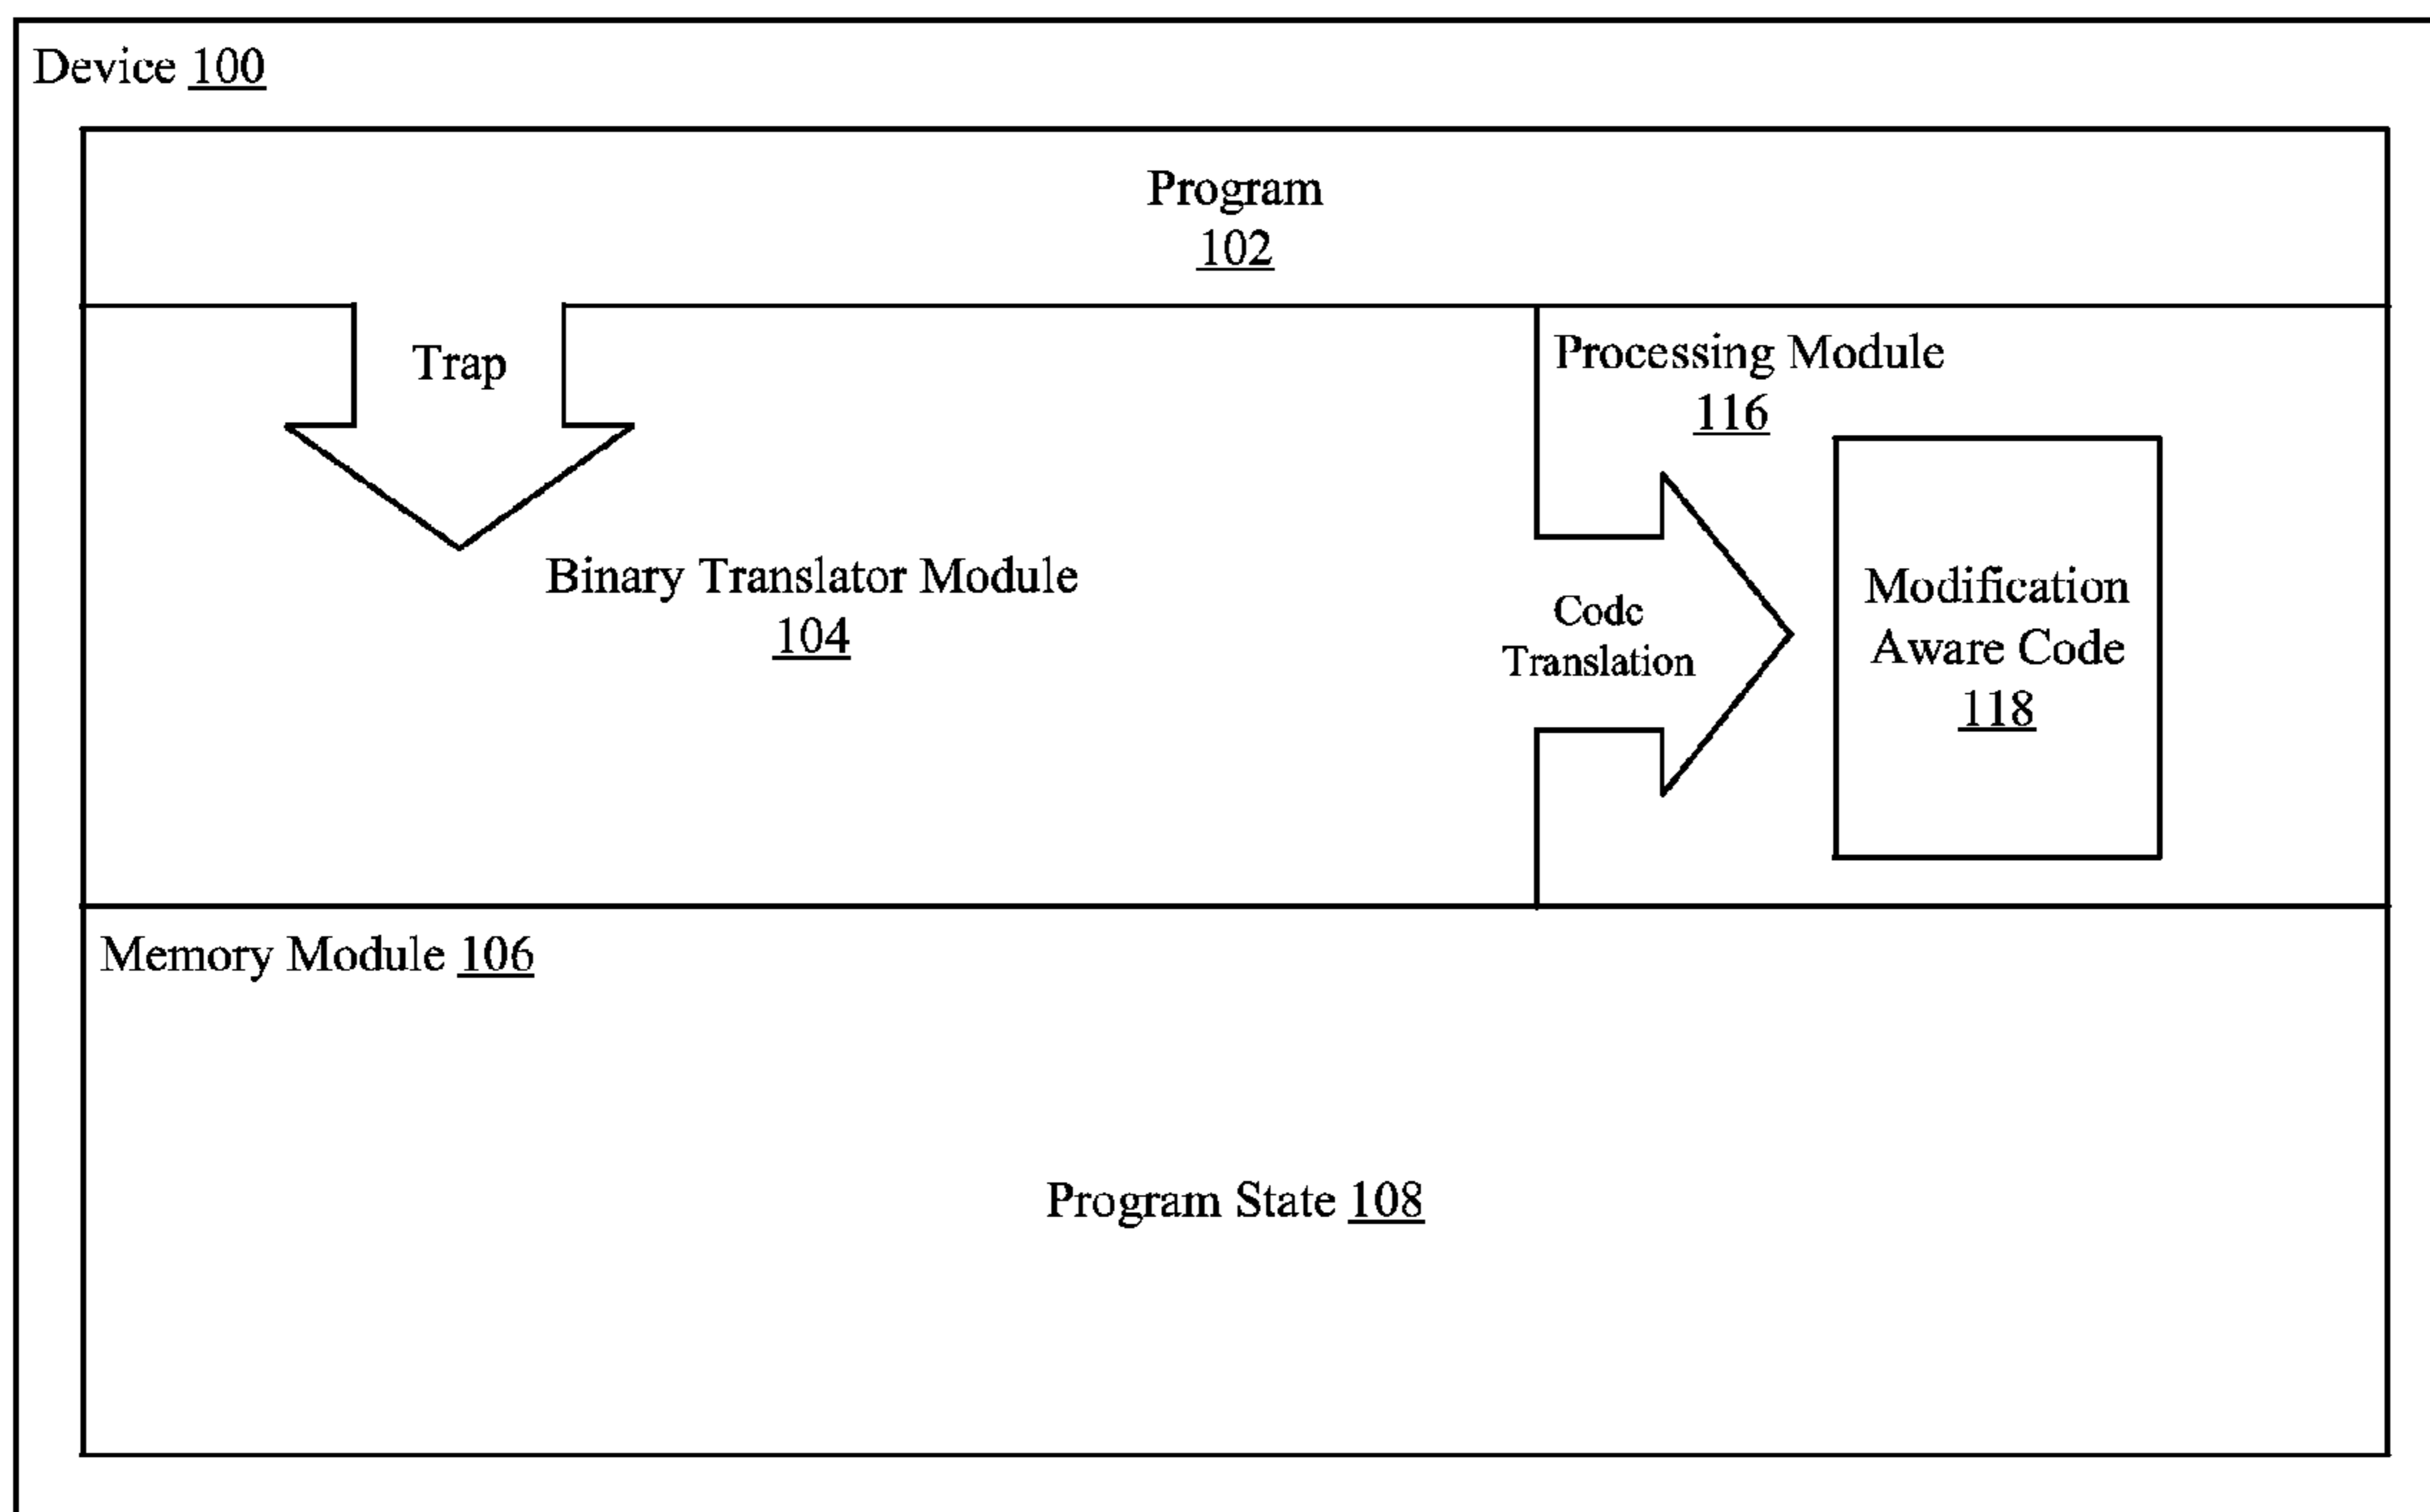 Device 100
Program
102
Trap
Processing Module
116
Binary Translator Module
104
Code
Translation
Modification
Aware Code
118
Memory Module 106
Program State 108